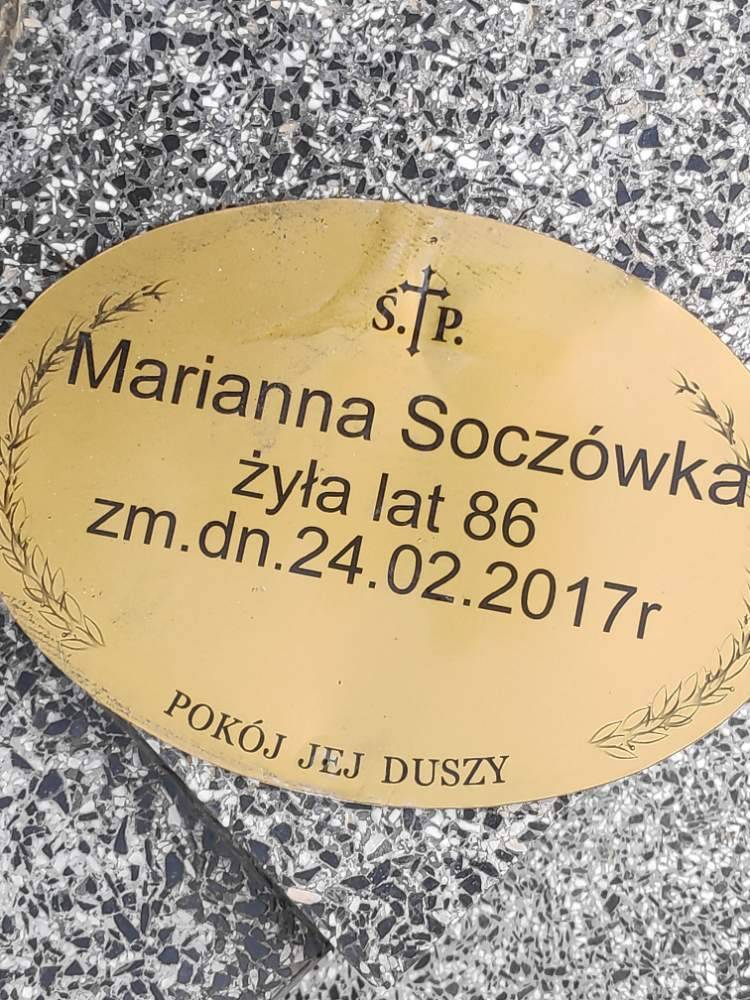 Ś. P.
Marianna Soczówka
żyła lat 86
zm.dn.24.02.2017r
POKÓJ JEJ DUSZY